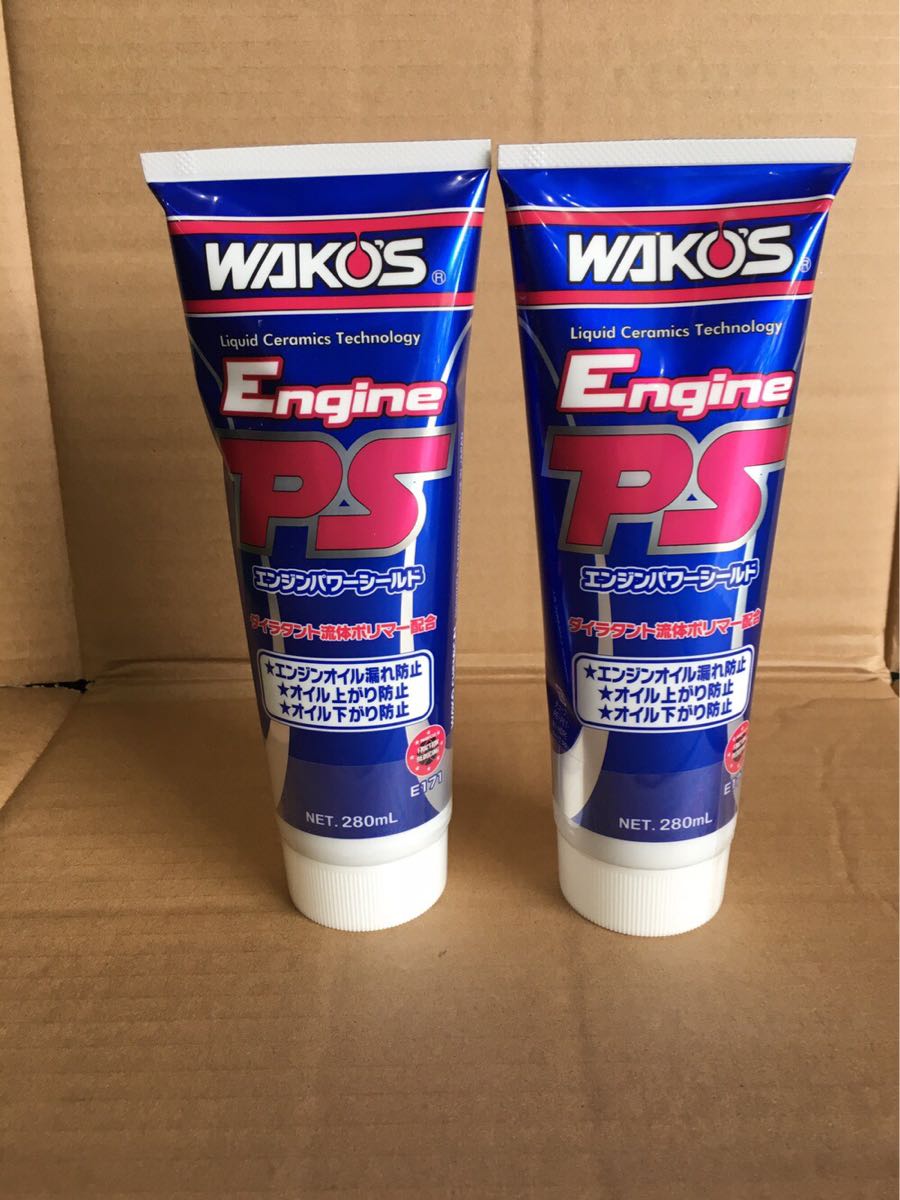 WAKO'S®
Liquid Ceramics Technology
Engine
PS
エンジンパワーシールド
ダイラタント流体ポリマー配合
★エンジンオイル漏れ防止
★オイル上がり防止
★オイル下がり防止
E171
NET. 280mL
WAKO'S®
Liquid Ceramics Technology
Engine
PS
エンジンパワーシールド
ダイラタント流体ポリマー配合
★エンジンオイル漏れ防止
★オイル上がり防止
★オイル下がり防止
E17
NET. 280mL